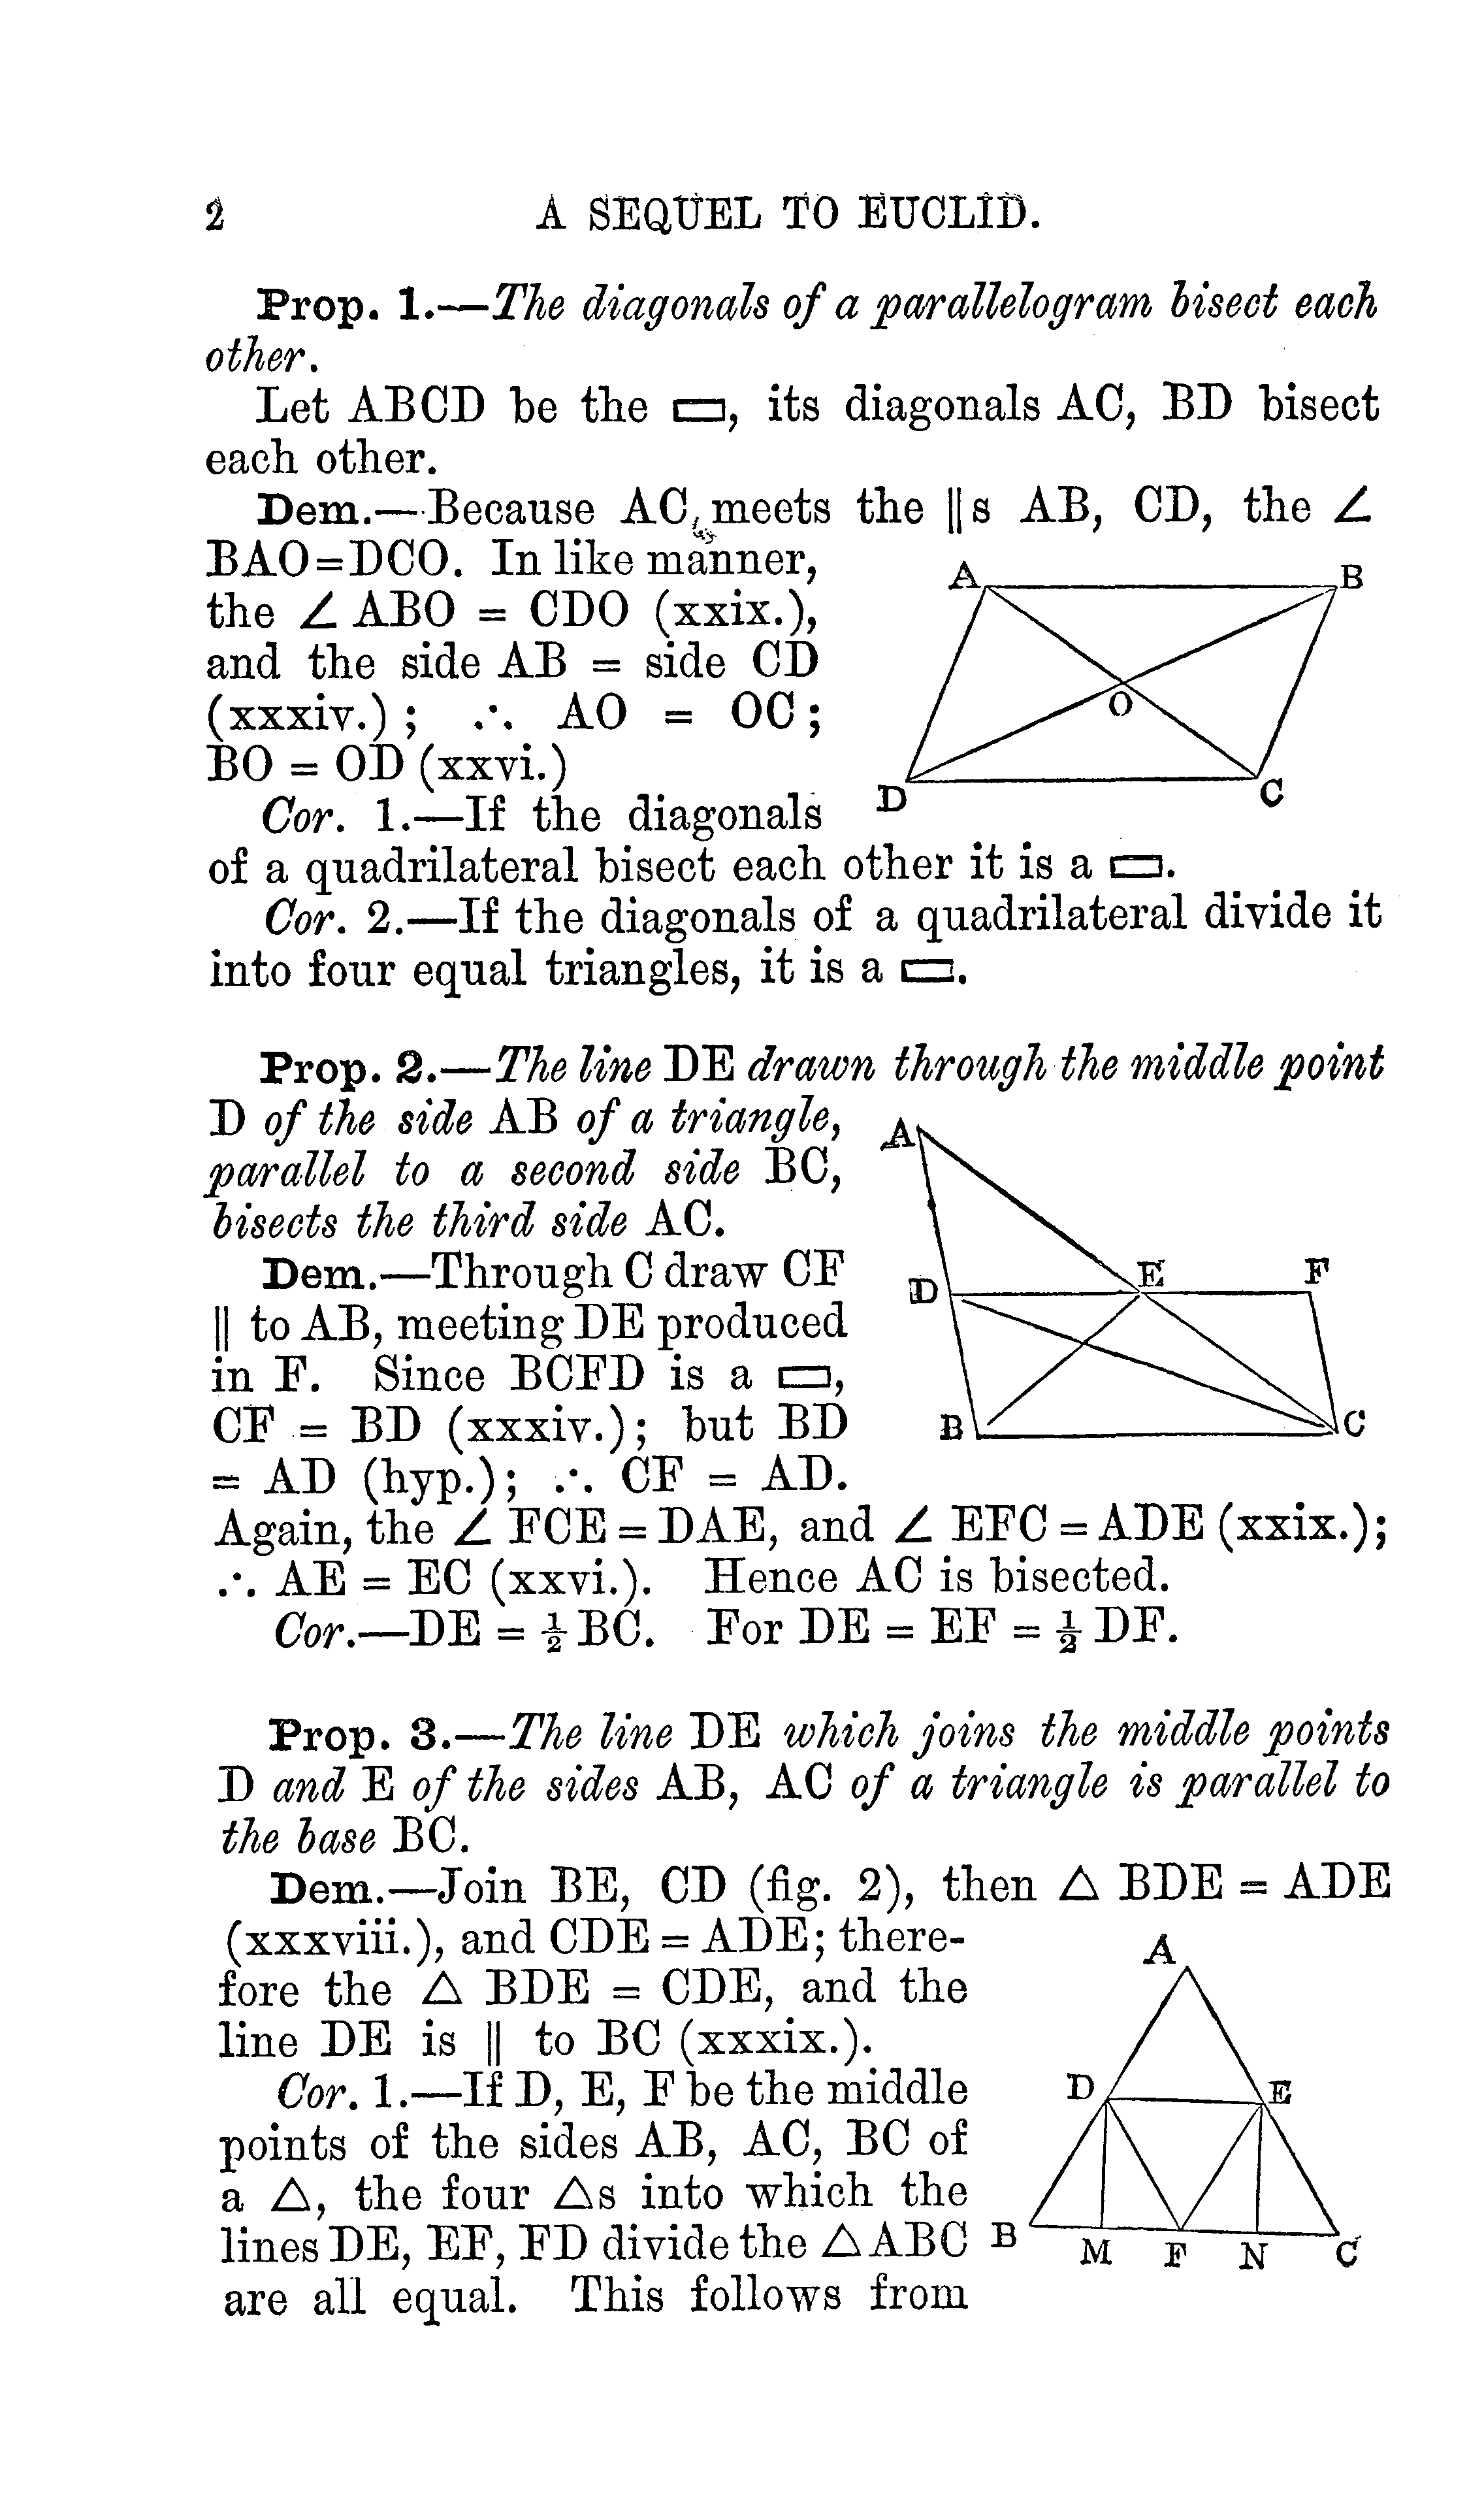 2 A SEQUEL TO EUCLID.
Prop. 1.—The diagonals of a parallelogram bisect each
other.
Let ABCD be the ▭, its diagonals AC, BD bisect
each other.
Dem.—Because AC, meets the ∥s AB, CD, the ∠
BAO=DCO. In like manner,
the ∠ ABO = CDO (xxix.),
and the side AB = side CD
(xxxiv.); ∴ AO = OC;
BO = OD (xxvi.)
A B
O
D C
Cor. 1.—If the diagonals
of a quadrilateral bisect each other it is a ▭.
Cor. 2.—If the diagonals of a quadrilateral divide it
into four equal triangles, it is a ▭.
Prop. 2.—The line DE drawn through the middle point
D of the side AB of a triangle,
parallel to a second side BC,
bisects the third side AC.
Dem.—Through C draw CF
∥ to AB, meeting DE produced
in F. Since BCFD is a ▭,
CF = BD (xxxiv.); but BD
= AD (hyp.); ∴ CF = AD.
A
D E F
B C
Again, the ∠ FCE = DAE, and ∠ EFC = ADE (xxix.);
∴ AE = EC (xxvi.). Hence AC is bisected.
Cor.—DE = ½ BC. For DE = EF = ½ DF.
Prop. 3.—The line DE which joins the middle points
D and E of the sides AB, AC of a triangle is parallel to
the base BC.
Dem.—Join BE, CD (fig. 2), then △ BDE = ADE
(xxxviii.), and CDE = ADE; there-
fore the △ BDE = CDE, and the
line DE is ∥ to BC (xxxix.).
Cor. 1.—If D, E, F be the middle
points of the sides AB, AC, BC of
a △, the four △s into which the
lines DE, EF, FD divide the △ ABC
are all equal. This follows from
A
D E
B M F N C